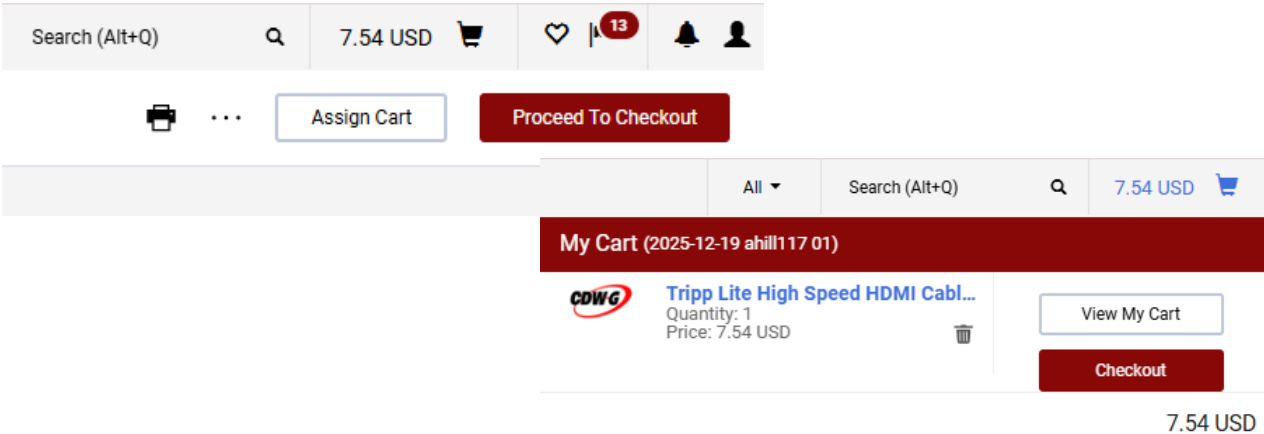 Search (Alt+Q) 7.54 USD 13
... Assign Cart Proceed To Checkout
All Search (Alt+Q) 7.54 USD
My Cart (2025-12-19 ahill117 01)
CDW·G Tripp Lite High Speed HDMI Cabl...
Quantity: 1
View My Cart
Price: 7.54 USD
Checkout
7.54 USD